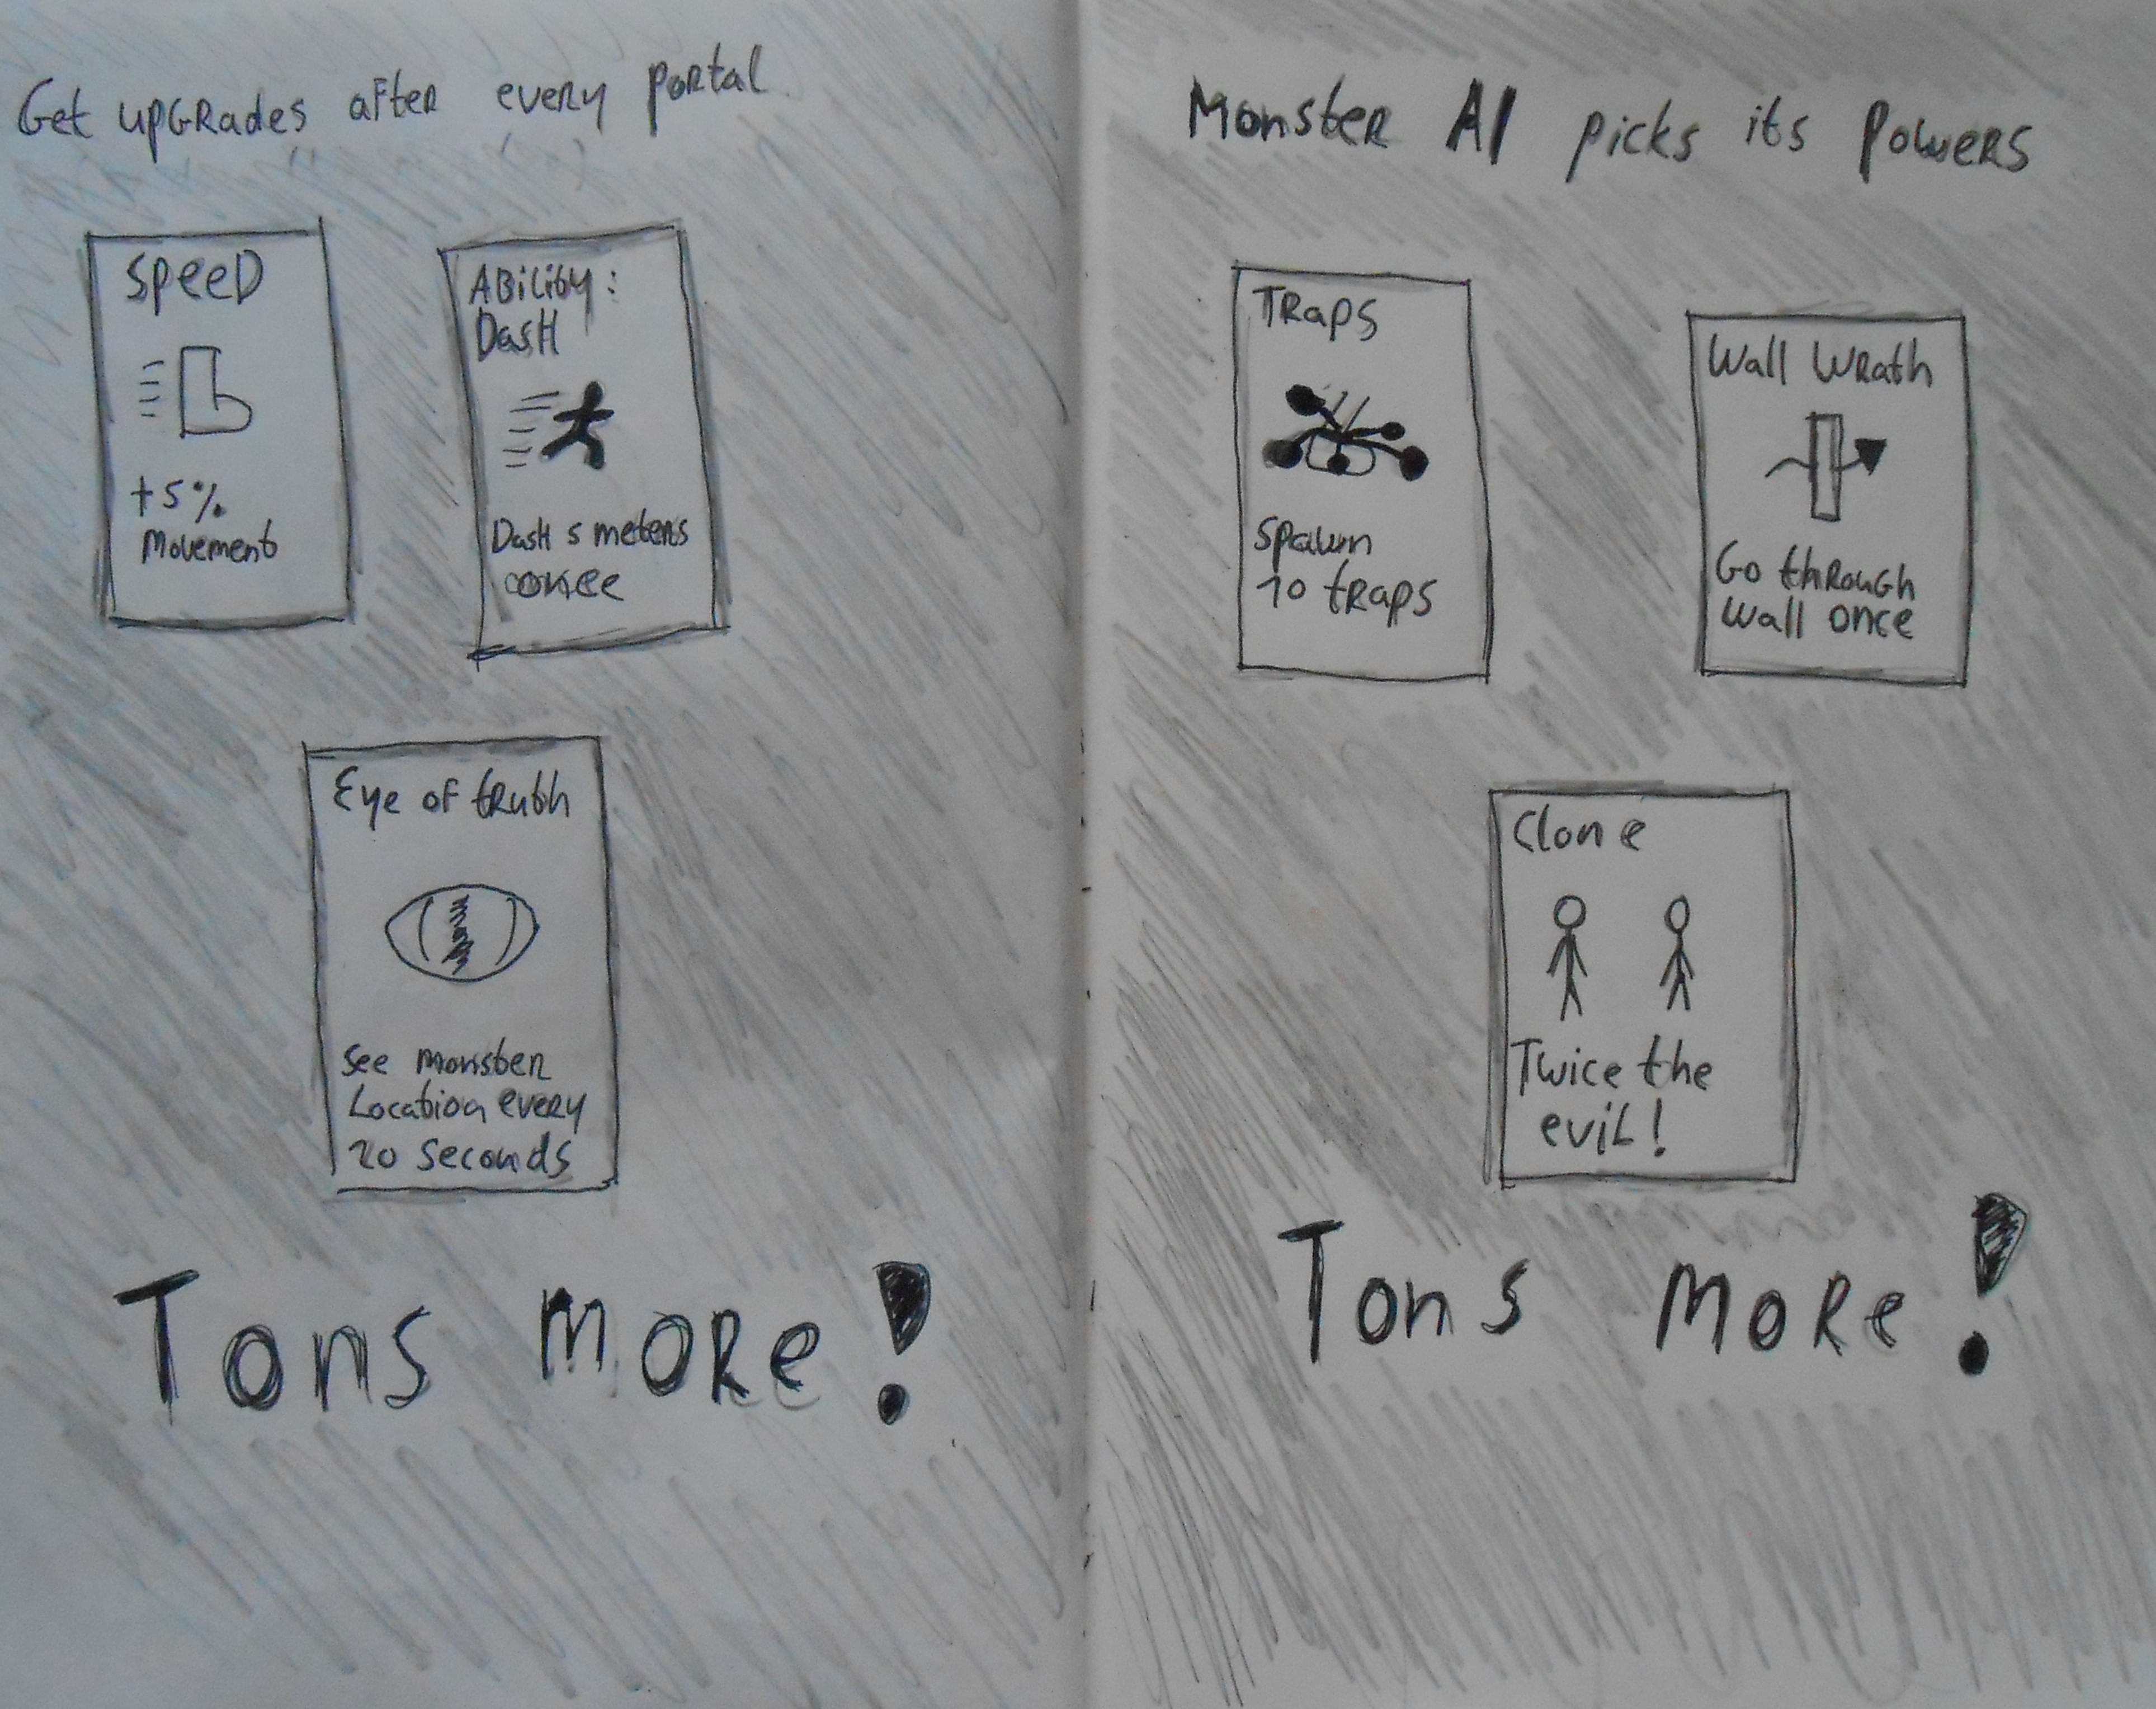 Get upGRades after every portal
SpeeD
+5%
Movement
ABility:
DasH
DasH 5 meters
once
Eye of truth
See monster
Location every
20 seconds
Tons more!
Monster AI picks its powers
TRaps
Spawn
10 traps
Wall Wrath
Go through
wall once
Clone
Twice the
evil!
Tons more!